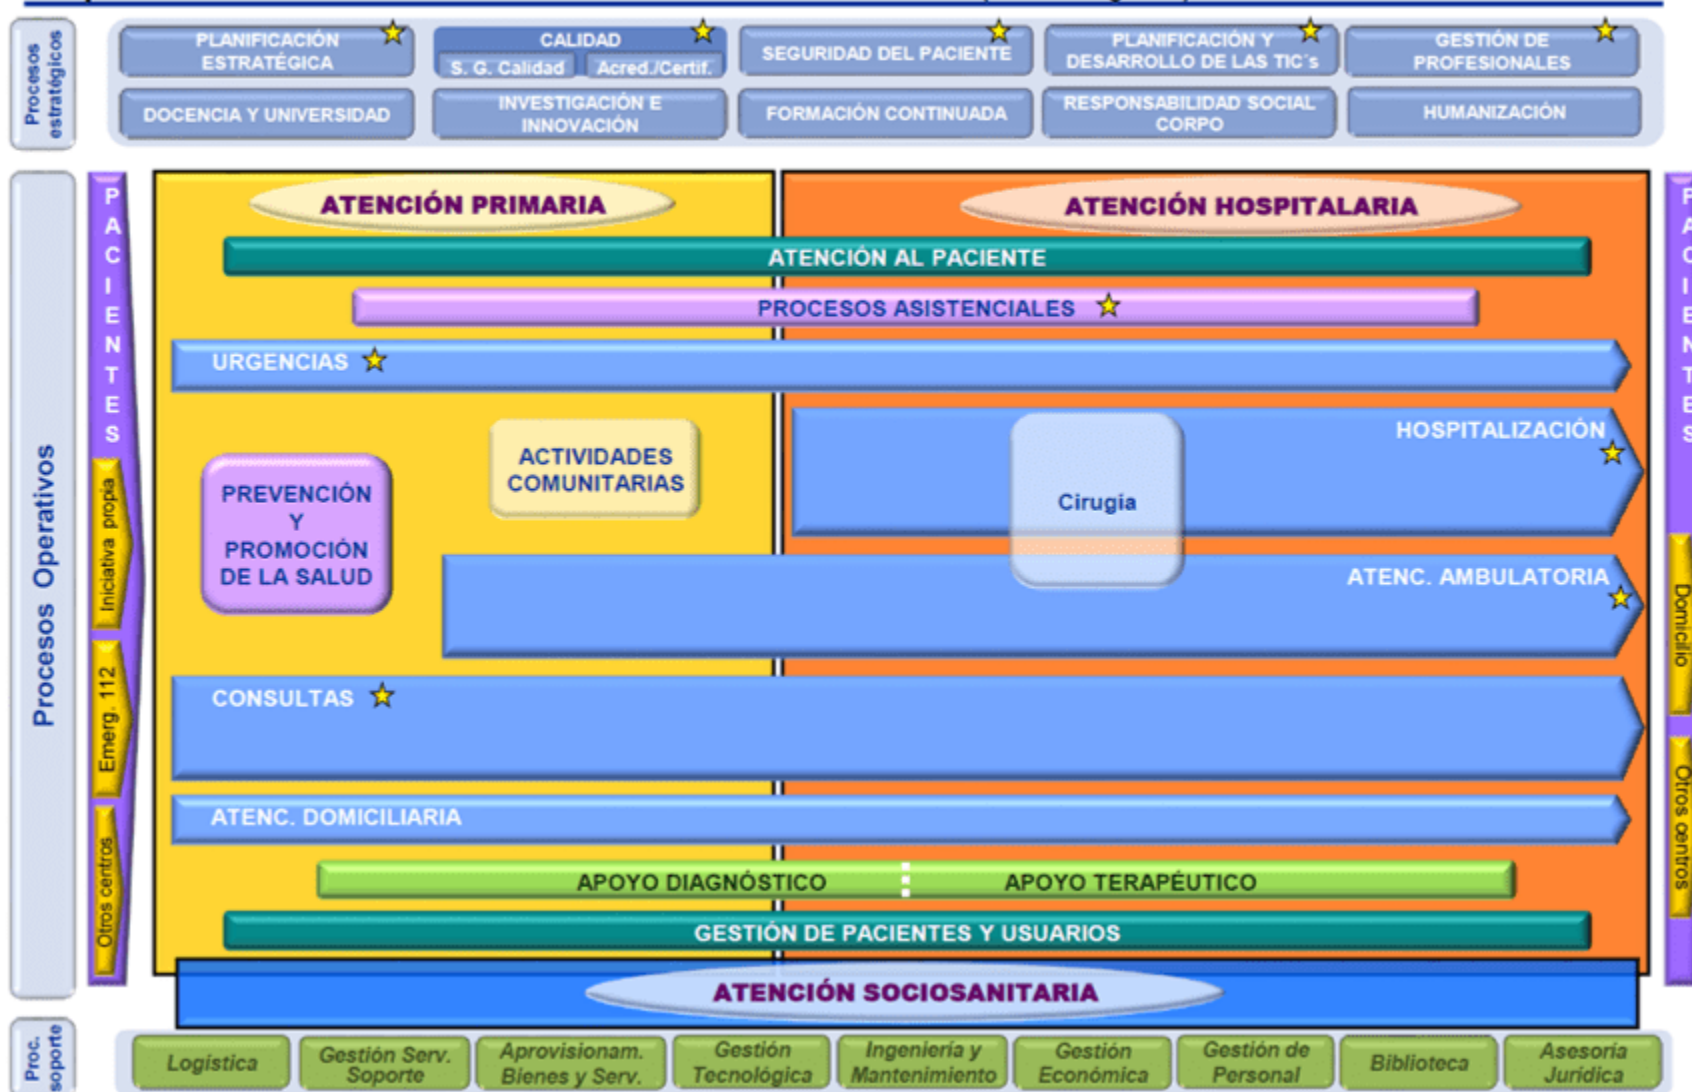 Procesos
estratégicos
PLANIFICACIÓN
ESTRATÉGICA
CALIDAD
S. G. Calidad
Acred./Certif.
SEGURIDAD DEL PACIENTE
PLANIFICACIÓN Y
DESARROLLO DE LAS TIC´s
GESTIÓN DE
PROFESIONALES
DOCENCIA Y UNIVERSIDAD
INVESTIGACIÓN E
INNOVACIÓN
FORMACIÓN CONTINUADA
RESPONSABILIDAD SOCIAL
CORPO
HUMANIZACIÓN
Procesos Operativos
PACIENTES
Iniciativa propia
Emerg. 112
Otros centros
ATENCIÓN PRIMARIA
ATENCIÓN HOSPITALARIA
ATENCIÓN AL PACIENTE
PROCESOS ASISTENCIALES
URGENCIAS
HOSPITALIZACIÓN
ACTIVIDADES
COMUNITARIAS
PREVENCIÓN
Y
PROMOCIÓN
DE LA SALUD
Cirugia
ATENC. AMBULATORIA
CONSULTAS
ATENC. DOMICILIARIA
APOYO DIAGNÓSTICO
APOYO TERAPÉUTICO
GESTIÓN DE PACIENTES Y USUARIOS
ATENCIÓN SOCIOSANITARIA
PACIENTES
Domicilio
Otros centros
Proc.
soporte
Logística
Gestión Serv.
Soporte
Aprovisionam.
Bienes y Serv.
Gestión
Tecnológica
Ingeniería y
Mantenimiento
Gestión
Económica
Gestión de
Personal
Biblioteca
Asesoría
Jurídica